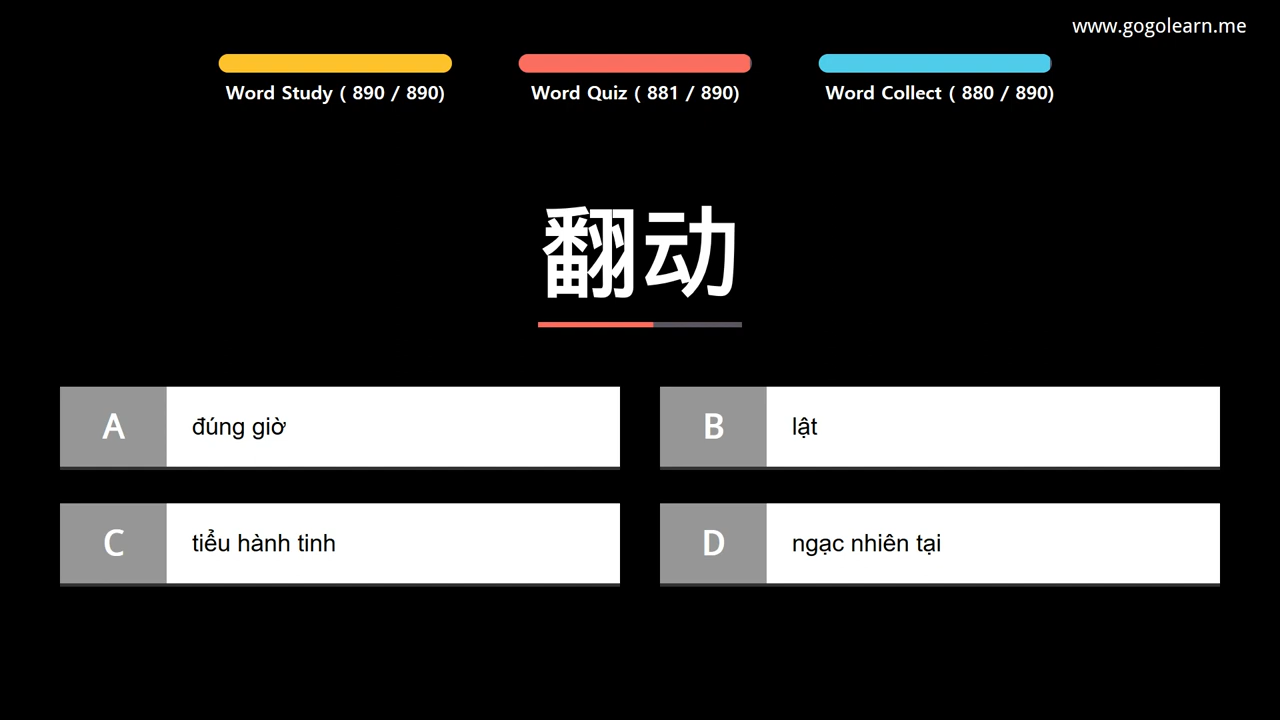 www.gogolearn.me
Word Study ( 890 / 890)
Word Quiz ( 881 / 890)
Word Collect ( 880 / 890)
翻动
A đúng giờ
B lật
C tiểu hành tinh
D ngạc nhiên tại